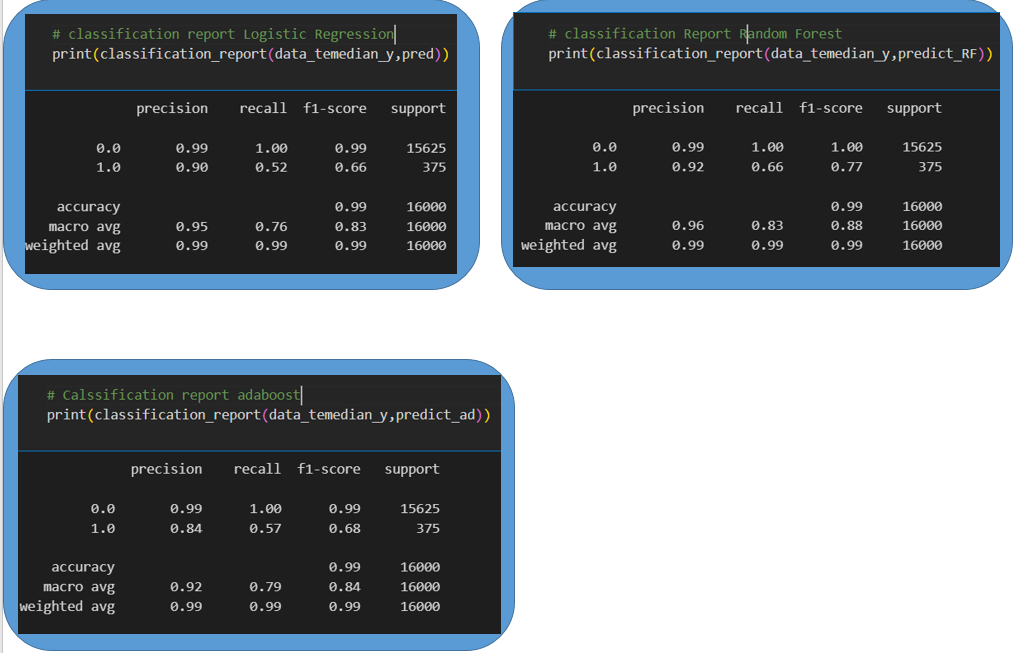 # classification report Logistic Regression
print(classification_report(data_temedian_y,pred))
precision recall f1-score support
0.0 0.99 1.00 0.99 15625
1.0 0.90 0.52 0.66 375
accuracy 0.99 16000
macro avg 0.95 0.76 0.83 16000
weighted avg 0.99 0.99 0.99 16000
# classification Report Random Forest
print(classification_report(data_temedian_y,predict_RF))
precision recall f1-score support
0.0 0.99 1.00 1.00 15625
1.0 0.92 0.66 0.77 375
accuracy 0.99 16000
macro avg 0.96 0.83 0.88 16000
weighted avg 0.99 0.99 0.99 16000
# Calssification report adaboost
print(classification_report(data_temedian_y,predict_ad))
precision recall f1-score support
0.0 0.99 1.00 0.99 15625
1.0 0.84 0.57 0.68 375
accuracy 0.99 16000
macro avg 0.92 0.79 0.84 16000
weighted avg 0.99 0.99 0.99 16000